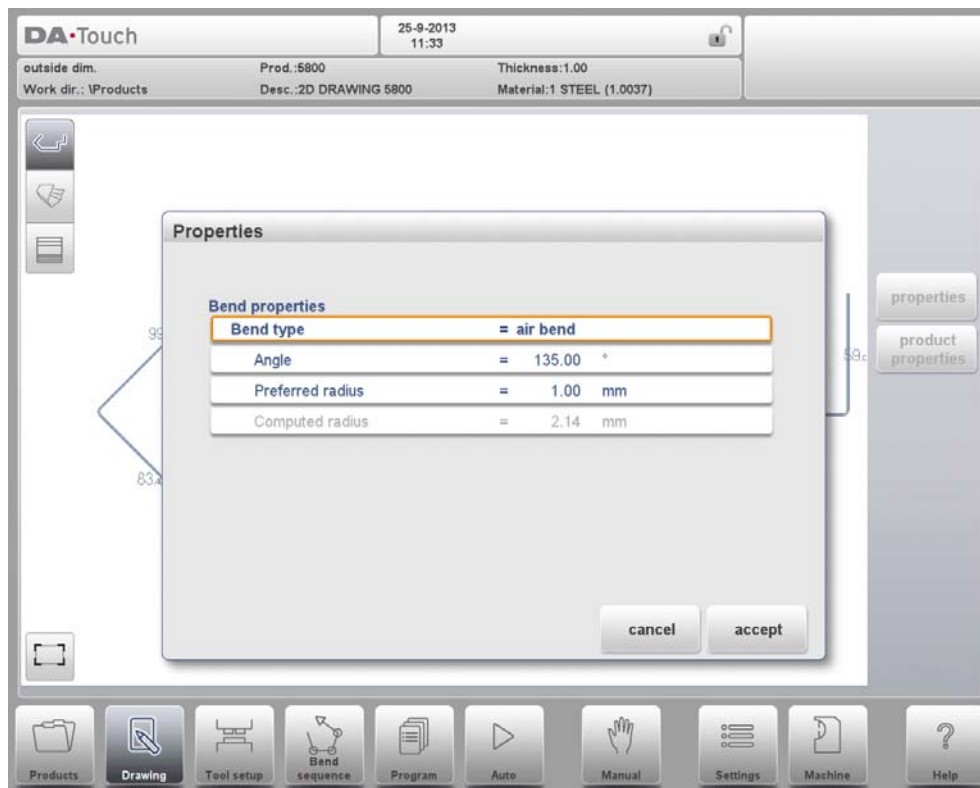 DA•Touch
25-9-2013
11:33
outside dim.
Prod.:5800
Thickness:1.00
Work dir.: \Products
Desc.:2D DRAWING 5800
Material:1 STEEL (1.0037)
Properties
Bend properties
Bend type = air bend
Angle = 135.00 °
Preferred radius = 1.00 mm
Computed radius = 2.14 mm
cancel
accept
properties
product
properties
Products
Drawing
Tool setup
Bend
sequence
Program
Auto
Manual
Settings
Machine
Help